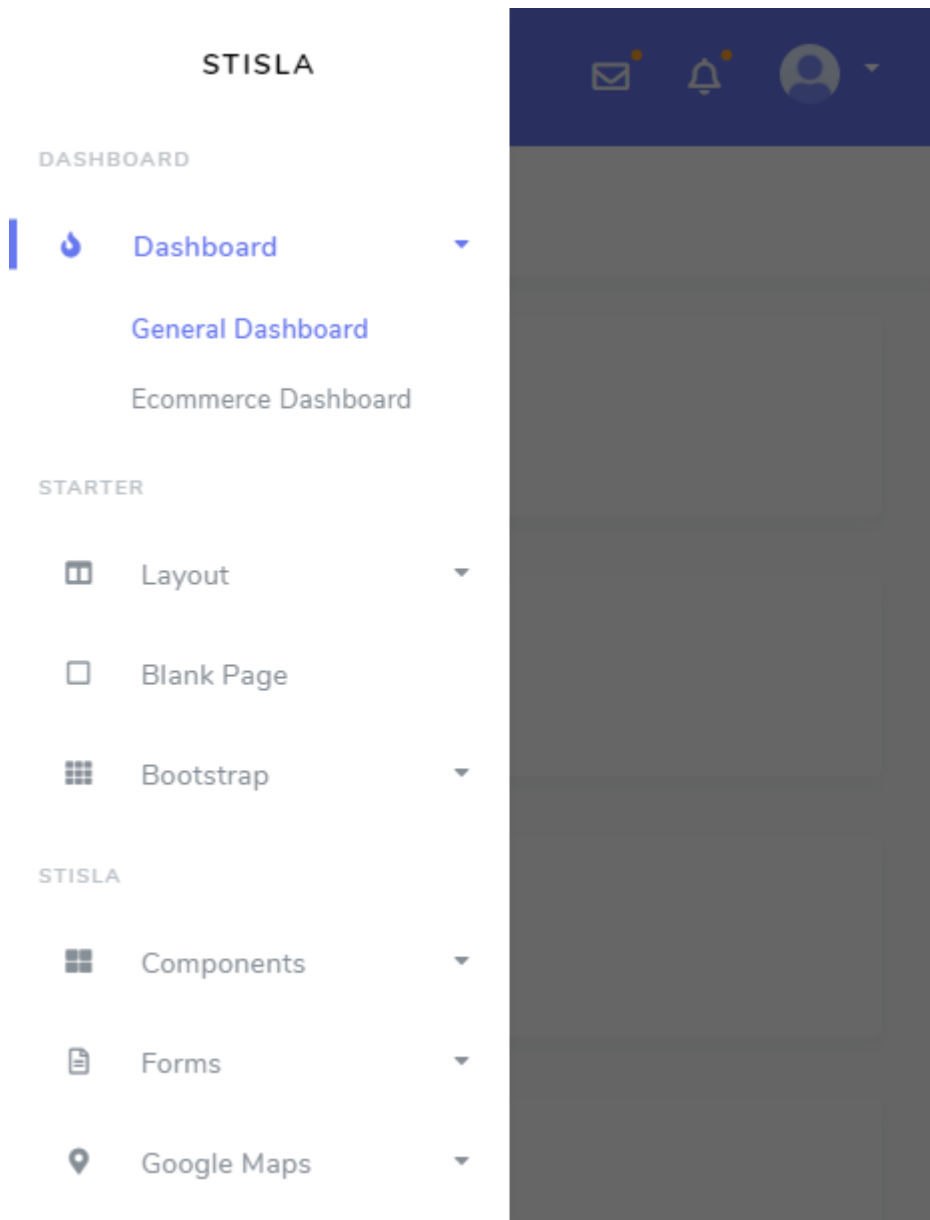 STISLA
DASHBOARD
Dashboard
General Dashboard
Ecommerce Dashboard
STARTER
Layout
Blank Page
Bootstrap
STISLA
Components
Forms
Google Maps